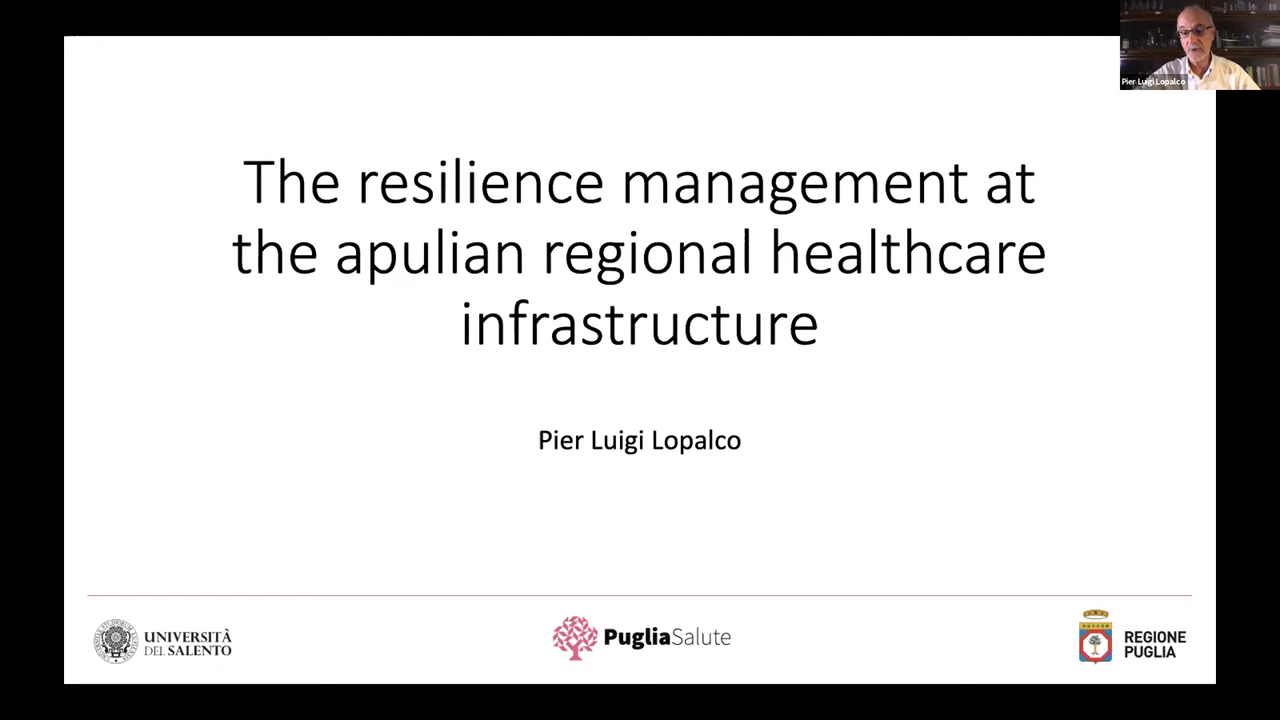 Pier Luigi Lopalco
The resilience management at
the apulian regional healthcare
infrastructure
Pier Luigi Lopalco
UNIVERSITÀ
DEL SALENTO
PugliaSalute
REGIONE
PUGLIA